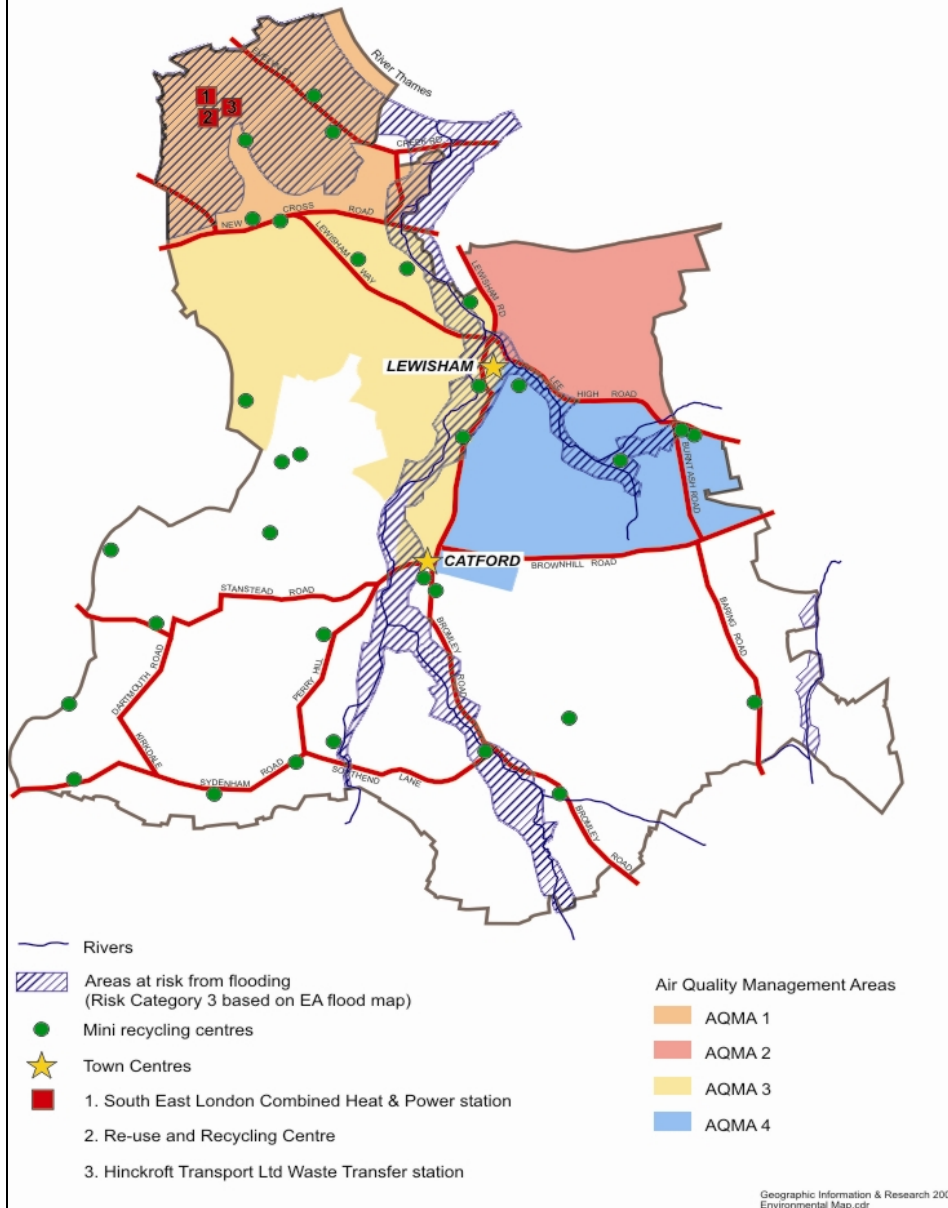 River Thames
1
2
3
CREEK RD
NEW CROSS ROAD
LEWISHAM WAY
LEWISHAM RD
LEWISHAM
LEE HIGH ROAD
BURNT ASH ROAD
CATFORD
BROWNHILL ROAD
STANSTEAD ROAD
BROMLEY ROAD
BARING ROAD
DARTMOUTH ROAD
PERRY HILL
KIRKDALE
SYDENHAM ROAD
SOUTHEND LANE
BROMLEY ROAD
Rivers
Areas at risk from flooding
(Risk Category 3 based on EA flood map)
Mini recycling centres
Town Centres
1. South East London Combined Heat & Power station
2. Re-use and Recycling Centre
3. Hinckroft Transport Ltd Waste Transfer station
Air Quality Management Areas
AQMA 1
AQMA 2
AQMA 3
AQMA 4
Geographic Information & Research 200
Environmental Map.cdr